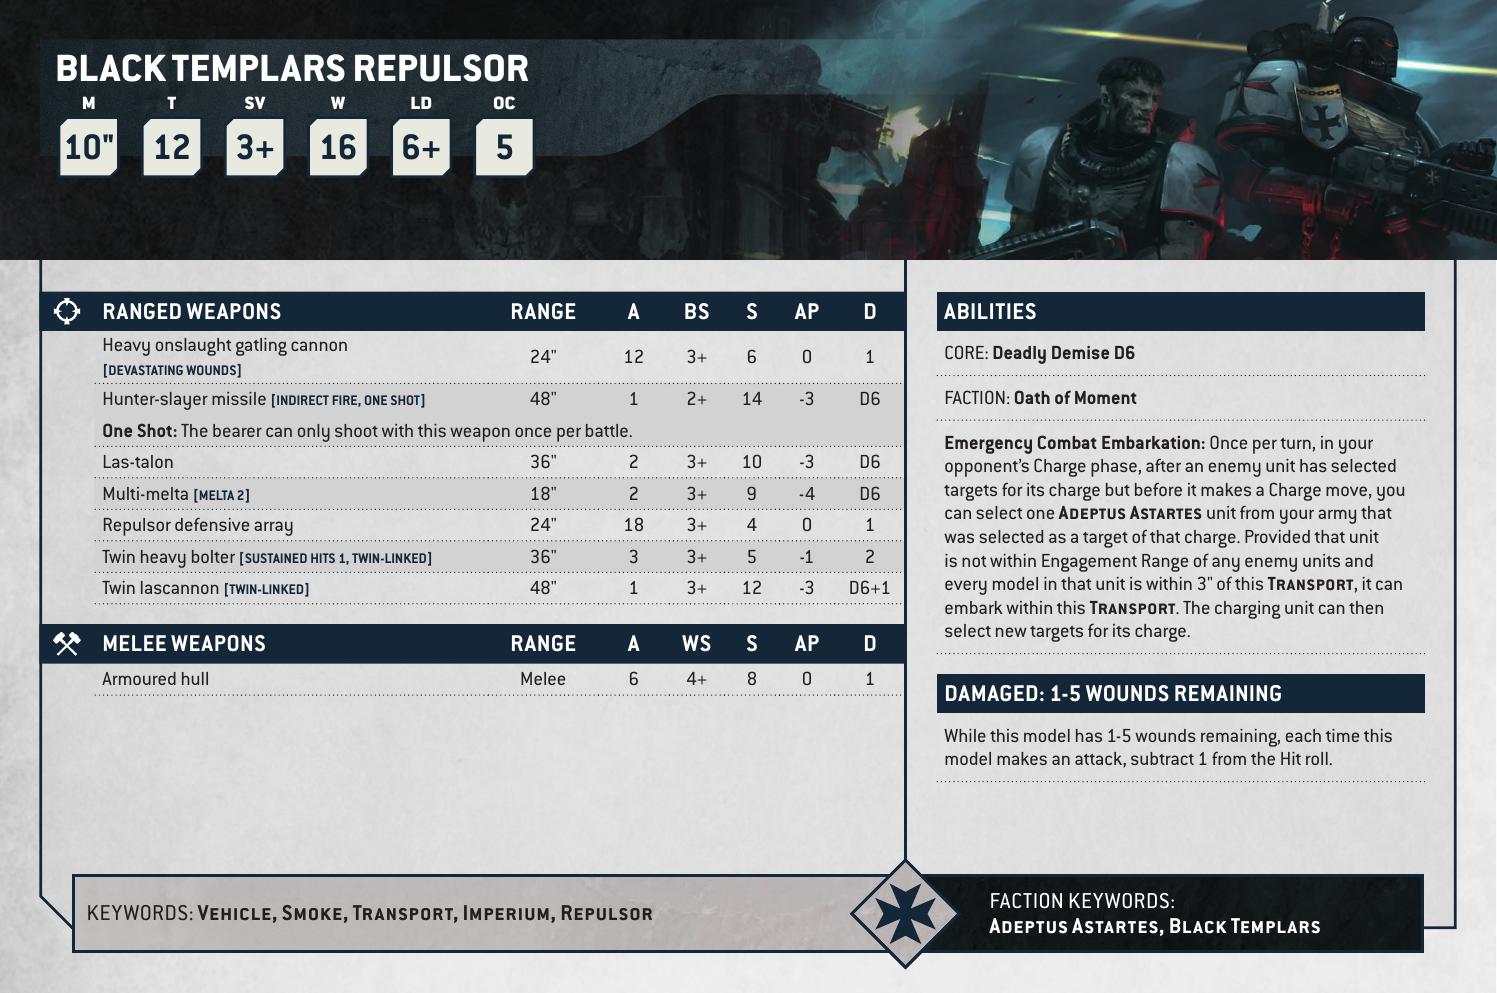 BLACK TEMPLARS REPULSOR
M T SV W LD OC
10" 12 3+ 16 6+ 5
RANGED WEAPONS RANGE A BS S AP D
Heavy onslaught gatling cannon
[DEVASTATING WOUNDS] 24" 12 3+ 6 0 1
Hunter-slayer missile [INDIRECT FIRE, ONE SHOT] 48" 1 2+ 14 -3 D6
One Shot: The bearer can only shoot with this weapon once per battle.
Las-talon 36" 2 3+ 10 -3 D6
Multi-melta [MELTA 2] 18" 2 3+ 9 -4 D6
Repulsor defensive array 24" 18 3+ 4 0 1
Twin heavy bolter [SUSTAINED HITS 1, TWIN-LINKED] 36" 3 3+ 5 -1 2
Twin lascannon [TWIN-LINKED] 48" 1 3+ 12 -3 D6+1
MELEE WEAPONS RANGE A WS S AP D
Armoured hull Melee 6 4+ 8 0 1
ABILITIES
CORE: Deadly Demise D6
FACTION: Oath of Moment
Emergency Combat Embarkation: Once per turn, in your
opponent's Charge phase, after an enemy unit has selected
targets for its charge but before it makes a Charge move, you
can select one ADEPTUS ASTARTES unit from your army that
was selected as a target of that charge. Provided that unit
is not within Engagement Range of any enemy units and
every model in that unit is within 3" of this TRANSPORT, it can
embark within this TRANSPORT. The charging unit can then
select new targets for its charge.
DAMAGED: 1-5 WOUNDS REMAINING
While this model has 1-5 wounds remaining, each time this
model makes an attack, subtract 1 from the Hit roll.
KEYWORDS: VEHICLE, SMOKE, TRANSPORT, IMPERIUM, REPULSOR
FACTION KEYWORDS:
ADEPTUS ASTARTES, BLACK TEMPLARS